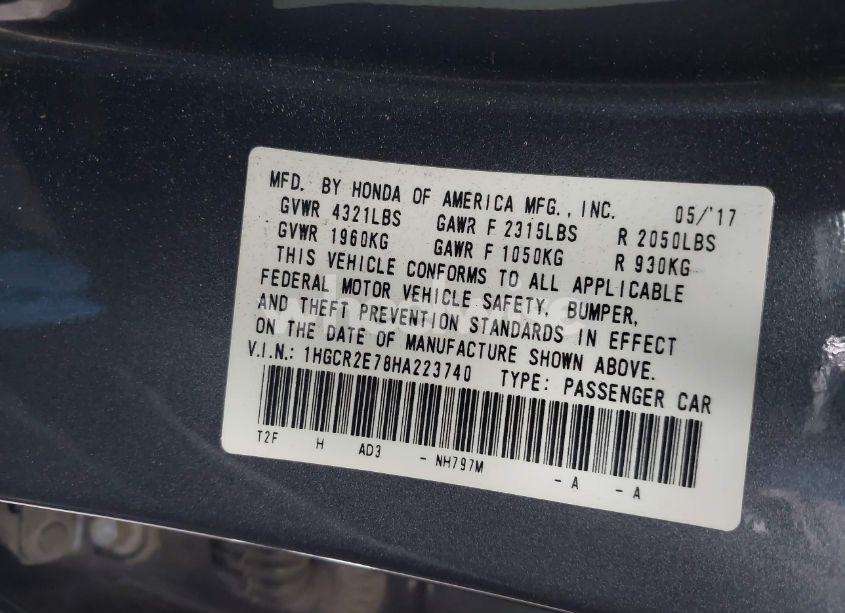 MFD. BY HONDA OF AMERICA MFG., INC. 05/'17
GVWR 4321LBS GAWR F 2315LBS R 2050LBS
GVWR 1960KG GAWR F 1050KG R 930KG
THIS VEHICLE CONFORMS TO ALL APPLICABLE
FEDERAL MOTOR VEHICLE SAFETY, BUMPER,
AND THEFT PREVENTION STANDARDS IN EFFECT
ON THE DATE OF MANUFACTURE SHOWN ABOVE.
V.I.N.: 1HGCR2E78HA223740 TYPE: PASSENGER CAR
T2F H AD3 - NH797M - A - A